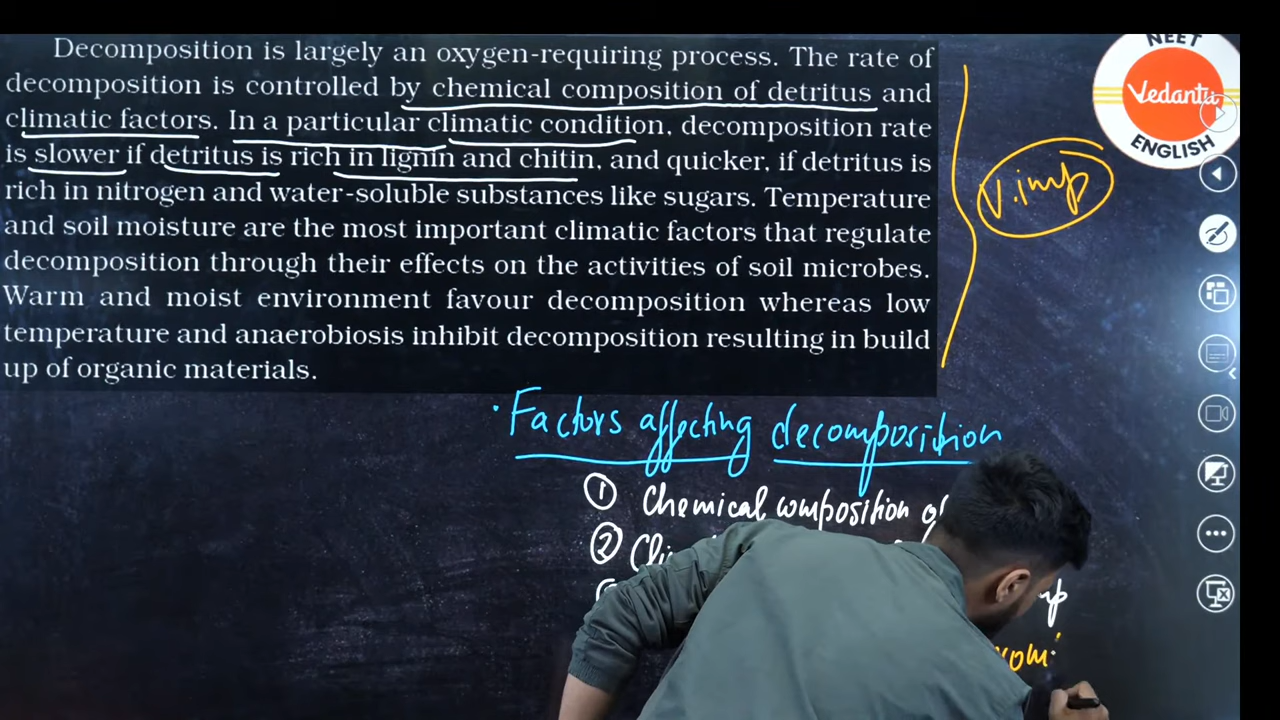 Decomposition is largely an oxygen-requiring process. The rate of
decomposition is controlled by chemical composition of detritus and
climatic factors. In a particular climatic condition, decomposition rate
is slower if detritus is rich in lignin and chitin, and quicker, if detritus is
rich in nitrogen and water-soluble substances like sugars. Temperature
and soil moisture are the most important climatic factors that regulate
decomposition through their effects on the activities of soil microbes.
Warm and moist environment favour decomposition whereas low
temperature and anaerobiosis inhibit decomposition resulting in build
up of organic materials.
NEET
Vedantu
ENGLISH
V.imp
Factors affecting decomposition
① Chemical composition of
②